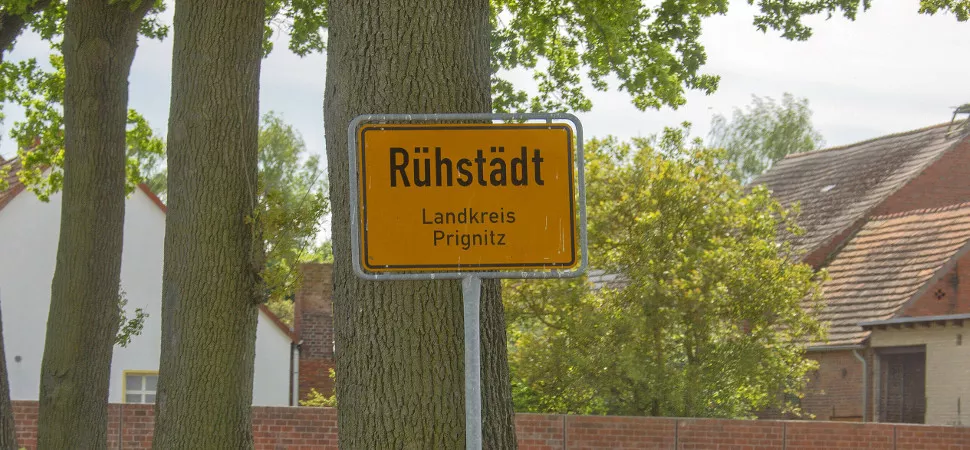 Rühstädt
Landkreis
Prignitz